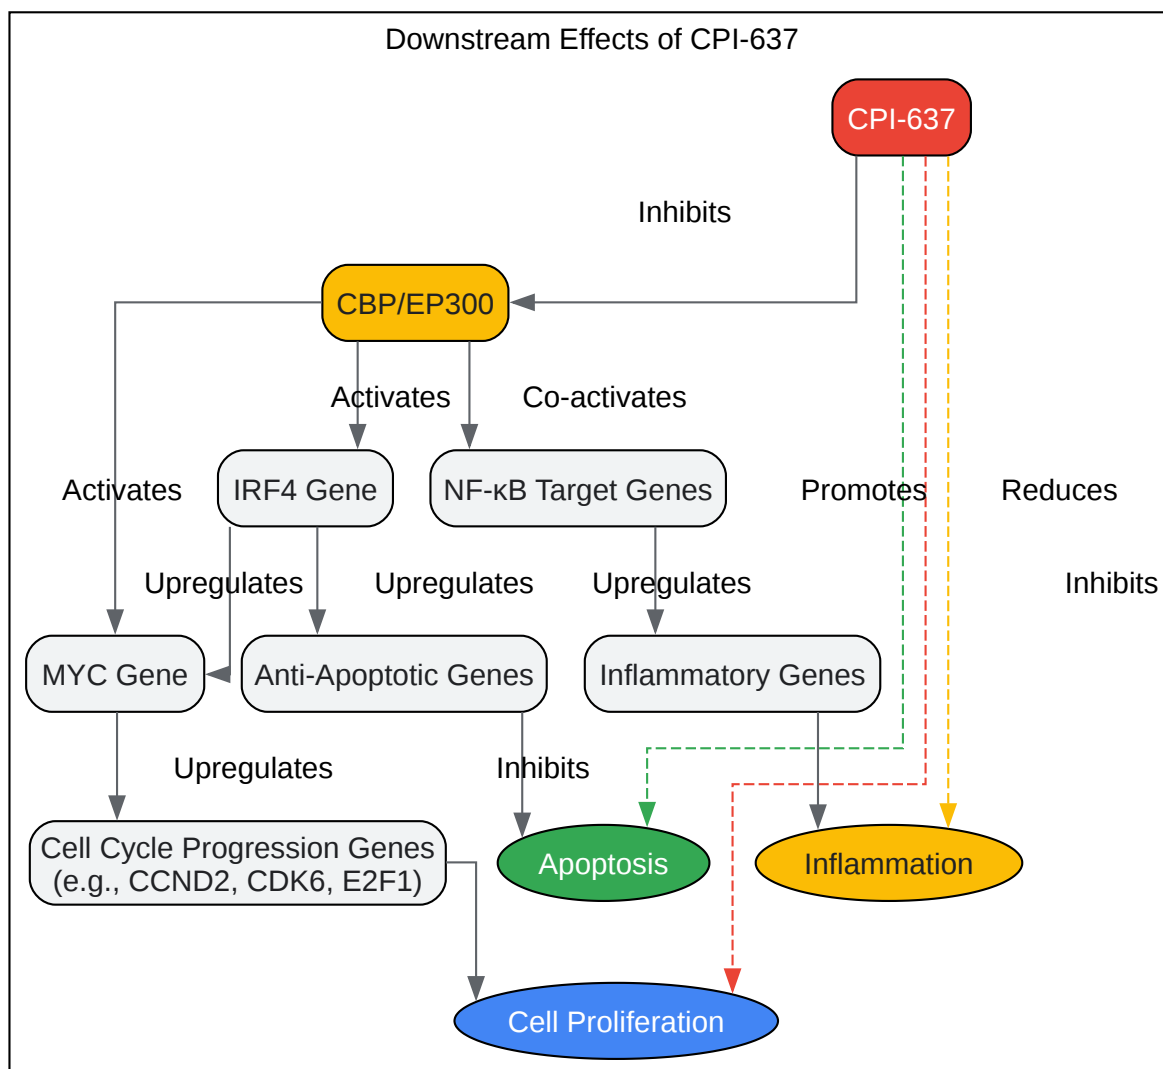 Downstream Effects of CPI-637
CPI-637
Inhibits
CBP/EP300
Activates
Co-activates
Activates
IRF4 Gene
NF-κB Target Genes
Promotes
Reduces
Upregulates
Upregulates
Upregulates
Inhibits
MYC Gene
Anti-Apoptotic Genes
Inflammatory Genes
Upregulates
Inhibits
Cell Cycle Progression Genes
(e.g., CCND2, CDK6, E2F1)
Apoptosis
Inflammation
Cell Proliferation